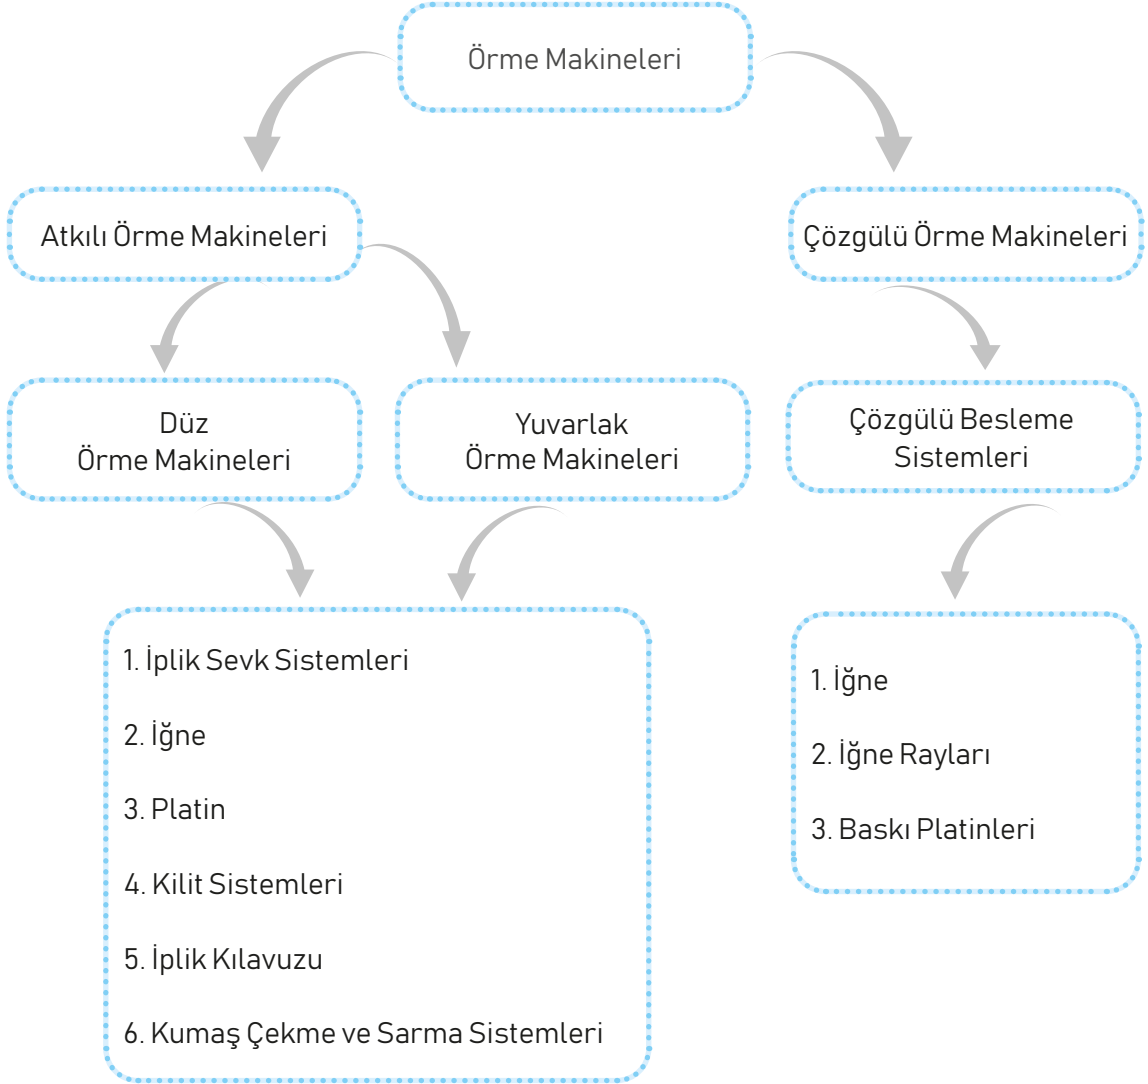 Örme Makineleri
Atkılı Örme Makineleri
Çözgülü Örme Makineleri
Düz
Örme Makineleri
Yuvarlak
Örme Makineleri
Çözgülü Besleme
Sistemleri
1. İplik Sevk Sistemleri
2. İğne
3. Platin
4. Kilit Sistemleri
5. İplik Kılavuzu
6. Kumaş Çekme ve Sarma Sistemleri
1. İğne
2. İğne Rayları
3. Baskı Platinleri